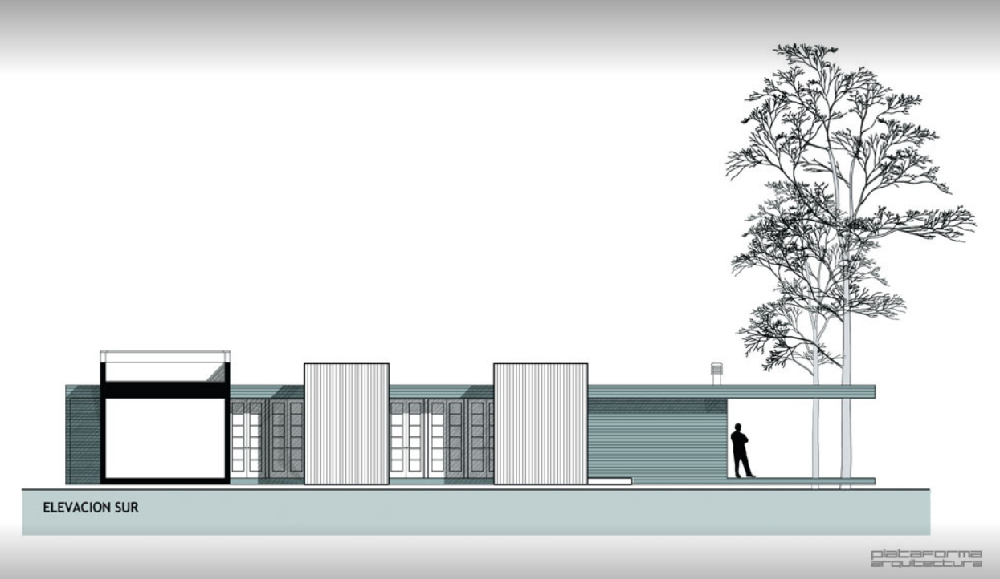 ELEVACION SUR
plataforma
arquitectura